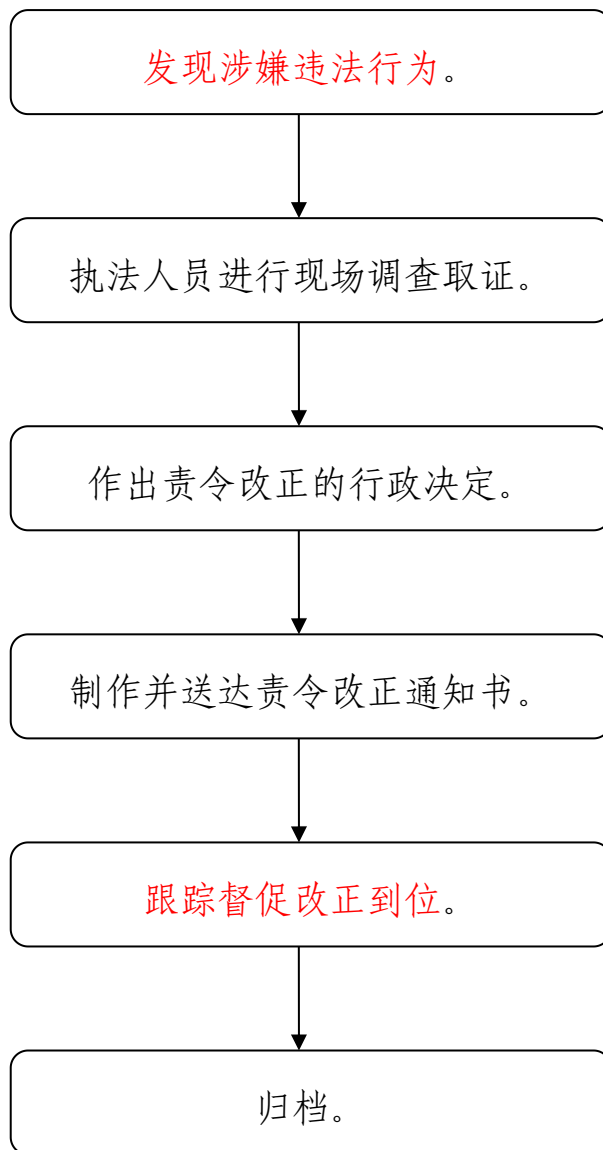 发现涉嫌违法行为。
执法人员进行现场调查取证。
作出责令改正的行政决定。
制作并送达责令改正通知书。
跟踪督促改正到位。
归档。